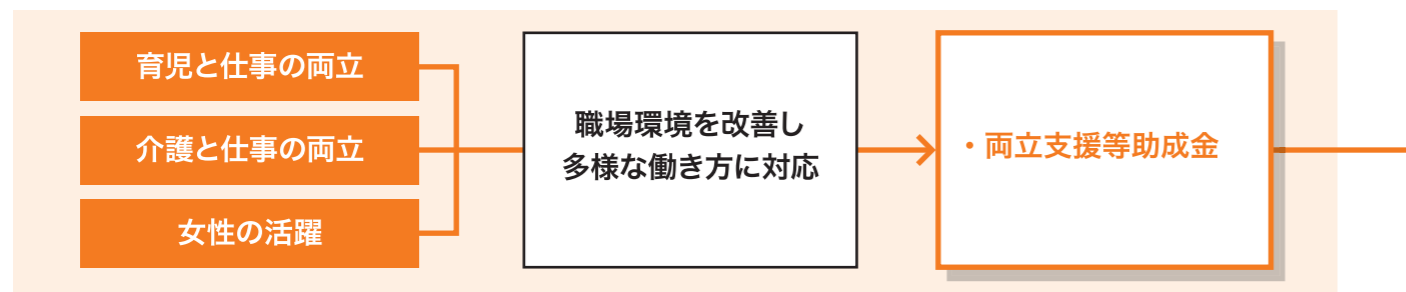 育児と仕事の両立
介護と仕事の両立
女性の活躍
職場環境を改善し
多様な働き方に対応
・両立支援等助成金